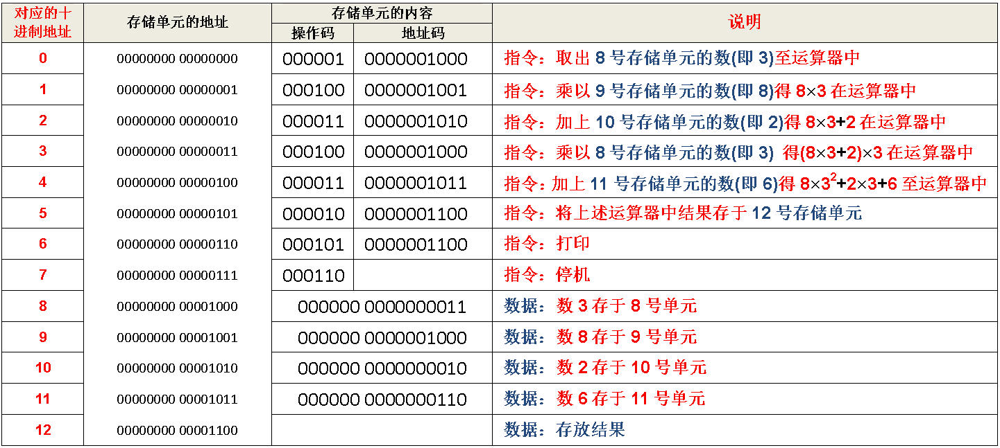 对应的十
进制地址
存储单元的地址
存储单元的内容
操作码 地址码
说明
0 00000000 00000000 000001 0000001000 指令：取出 8 号存储单元的数(即 3)至运算器中
1 00000000 00000001 000100 0000001001 指令：乘以 9 号存储单元的数(即 8)得 8×3 在运算器中
2 00000000 00000010 000011 0000001010 指令：加上 10 号存储单元的数(即 2)得 8×3+2 在运算器中
3 00000000 00000011 000100 0000001000 指令：乘以 8 号存储单元的数(即 3) 得(8×3+2)×3 在运算器中
4 00000000 00000100 000011 0000001011 指令：加上 11 号存储单元的数(即 6)得 8×3²+2×3+6 至运算器中
5 00000000 00000101 000010 0000001100 指令：将上述运算器中结果存于 12 号存储单元
6 00000000 00000110 000101 0000001100 指令：打印
7 00000000 00000111 000110 指令：停机
8 00000000 00001000 000000 0000000011 数据：数 3 存于 8 号单元
9 00000000 00001001 000000 0000001000 数据：数 8 存于 9 号单元
10 00000000 00001010 000000 0000000010 数据：数 2 存于 10 号单元
11 00000000 00001011 000000 0000000110 数据：数 6 存于 11 号单元
12 00000000 00001100 数据：存放结果